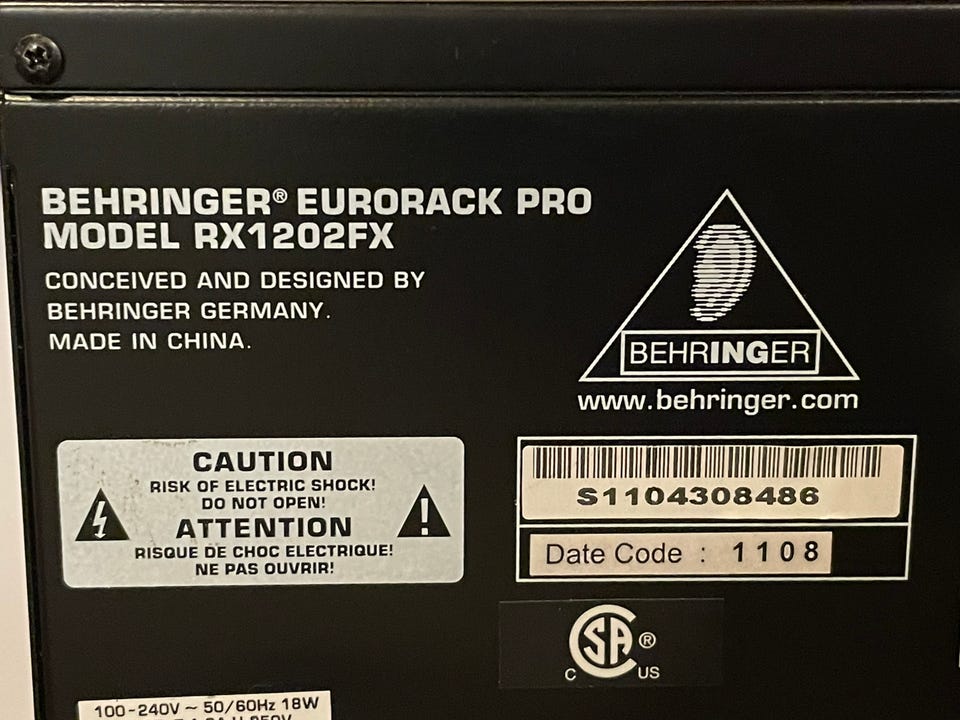 BEHRINGER® EURORACK PRO
MODEL RX1202FX
CONCEIVED AND DESIGNED BY
BEHRINGER GERMANY.
MADE IN CHINA.
BEHRINGER
www.behringer.com
CAUTION
RISK OF ELECTRIC SHOCK!
DO NOT OPEN!
ATTENTION
RISQUE DE CHOC ELECTRIQUE!
NE PAS OUVRIR!
S1104308486
Date Code : 1108
CSA®
C US
100-240V ~ 50/60Hz 18W